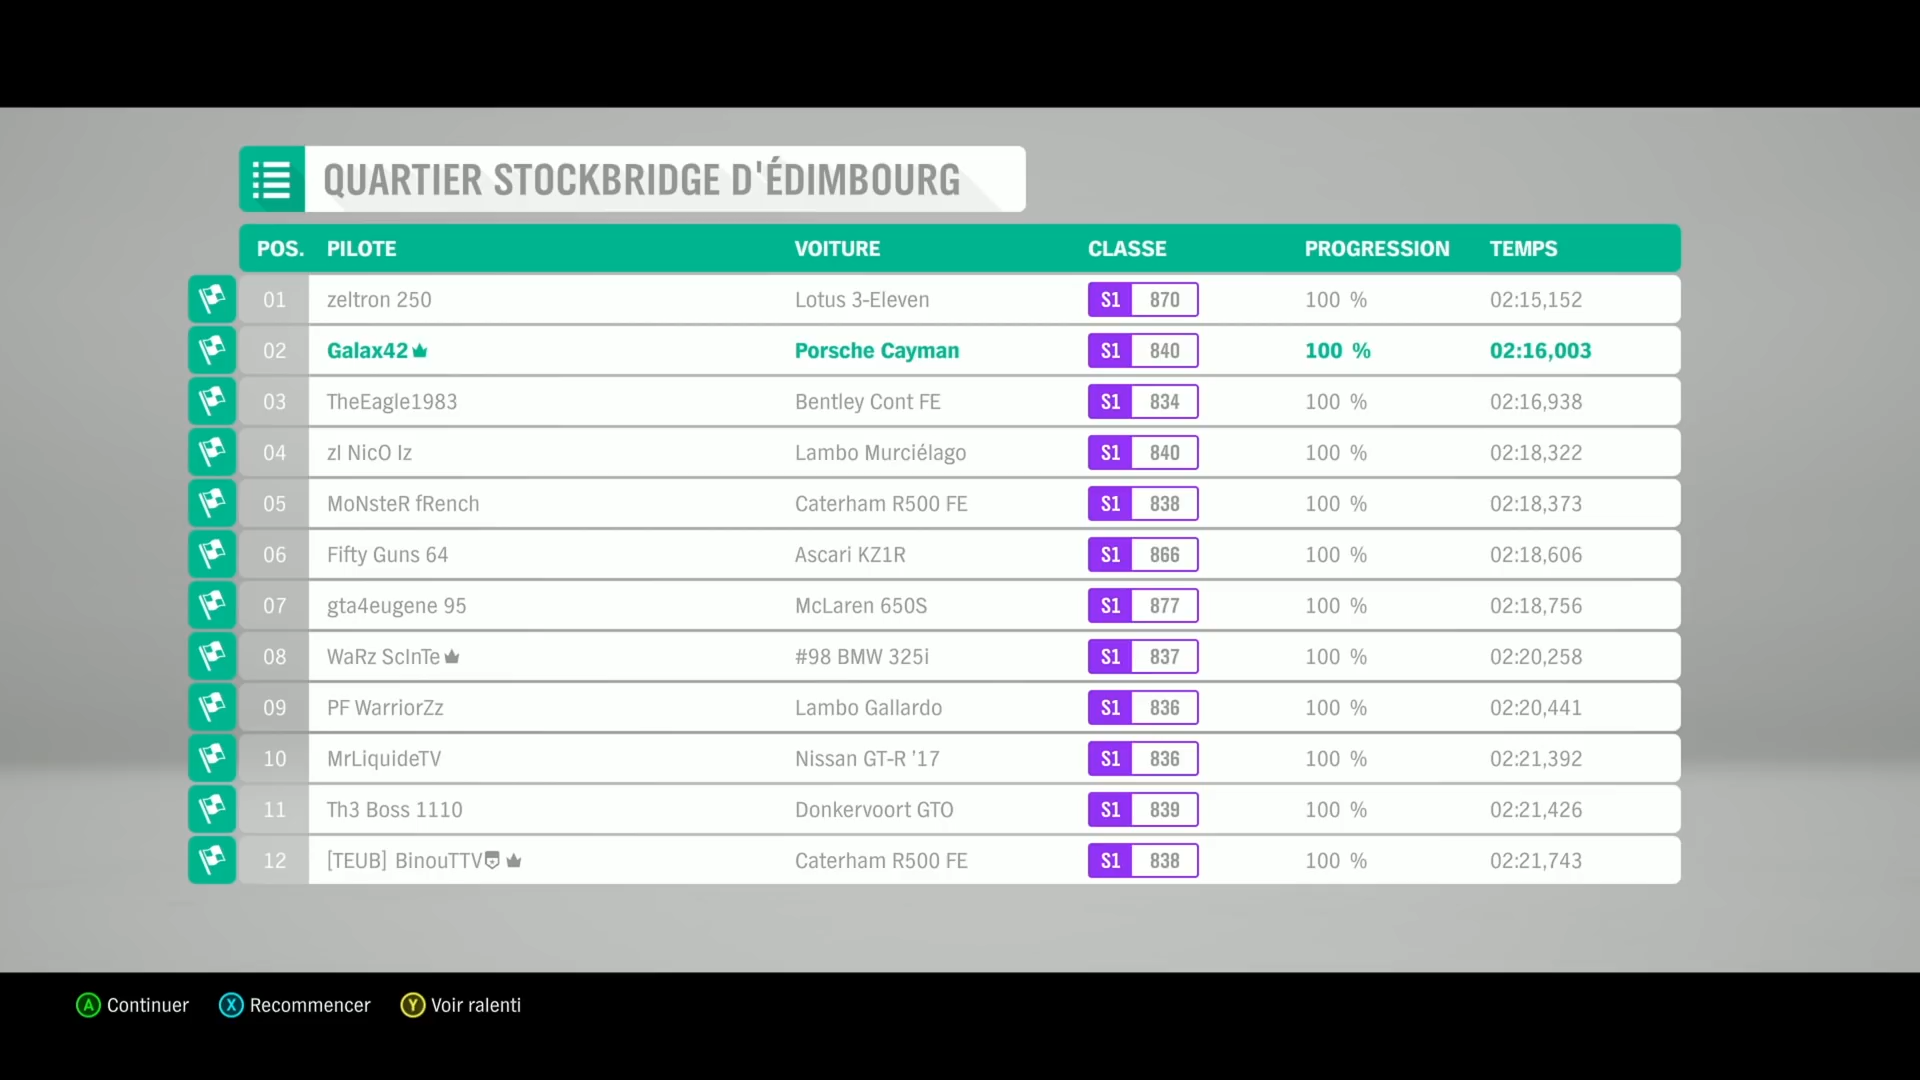 QUARTIER STOCKBRIDGE D'ÉDIMBOURG
POS. PILOTE VOITURE CLASSE PROGRESSION TEMPS
01 zeltron 250 Lotus 3-Eleven S1 870 100 % 02:15,152
02 Galax42 Porsche Cayman S1 840 100 % 02:16,003
03 TheEagle1983 Bentley Cont FE S1 834 100 % 02:16,938
04 zI NicO Iz Lambo Murciélago S1 840 100 % 02:18,322
05 MoNsteR fRench Caterham R500 FE S1 838 100 % 02:18,373
06 Fifty Guns 64 Ascari KZ1R S1 866 100 % 02:18,606
07 gta4eugene 95 McLaren 650S S1 877 100 % 02:18,756
08 WaRz ScInTe #98 BMW 325i S1 837 100 % 02:20,258
09 PF WarriorZz Lambo Gallardo S1 836 100 % 02:20,441
10 MrLiquideTV Nissan GT-R '17 S1 836 100 % 02:21,392
11 Th3 Boss 1110 Donkervoort GTO S1 839 100 % 02:21,426
12 [TEUB] BinouTTV Caterham R500 FE S1 838 100 % 02:21,743
A Continuer X Recommencer Y Voir ralenti